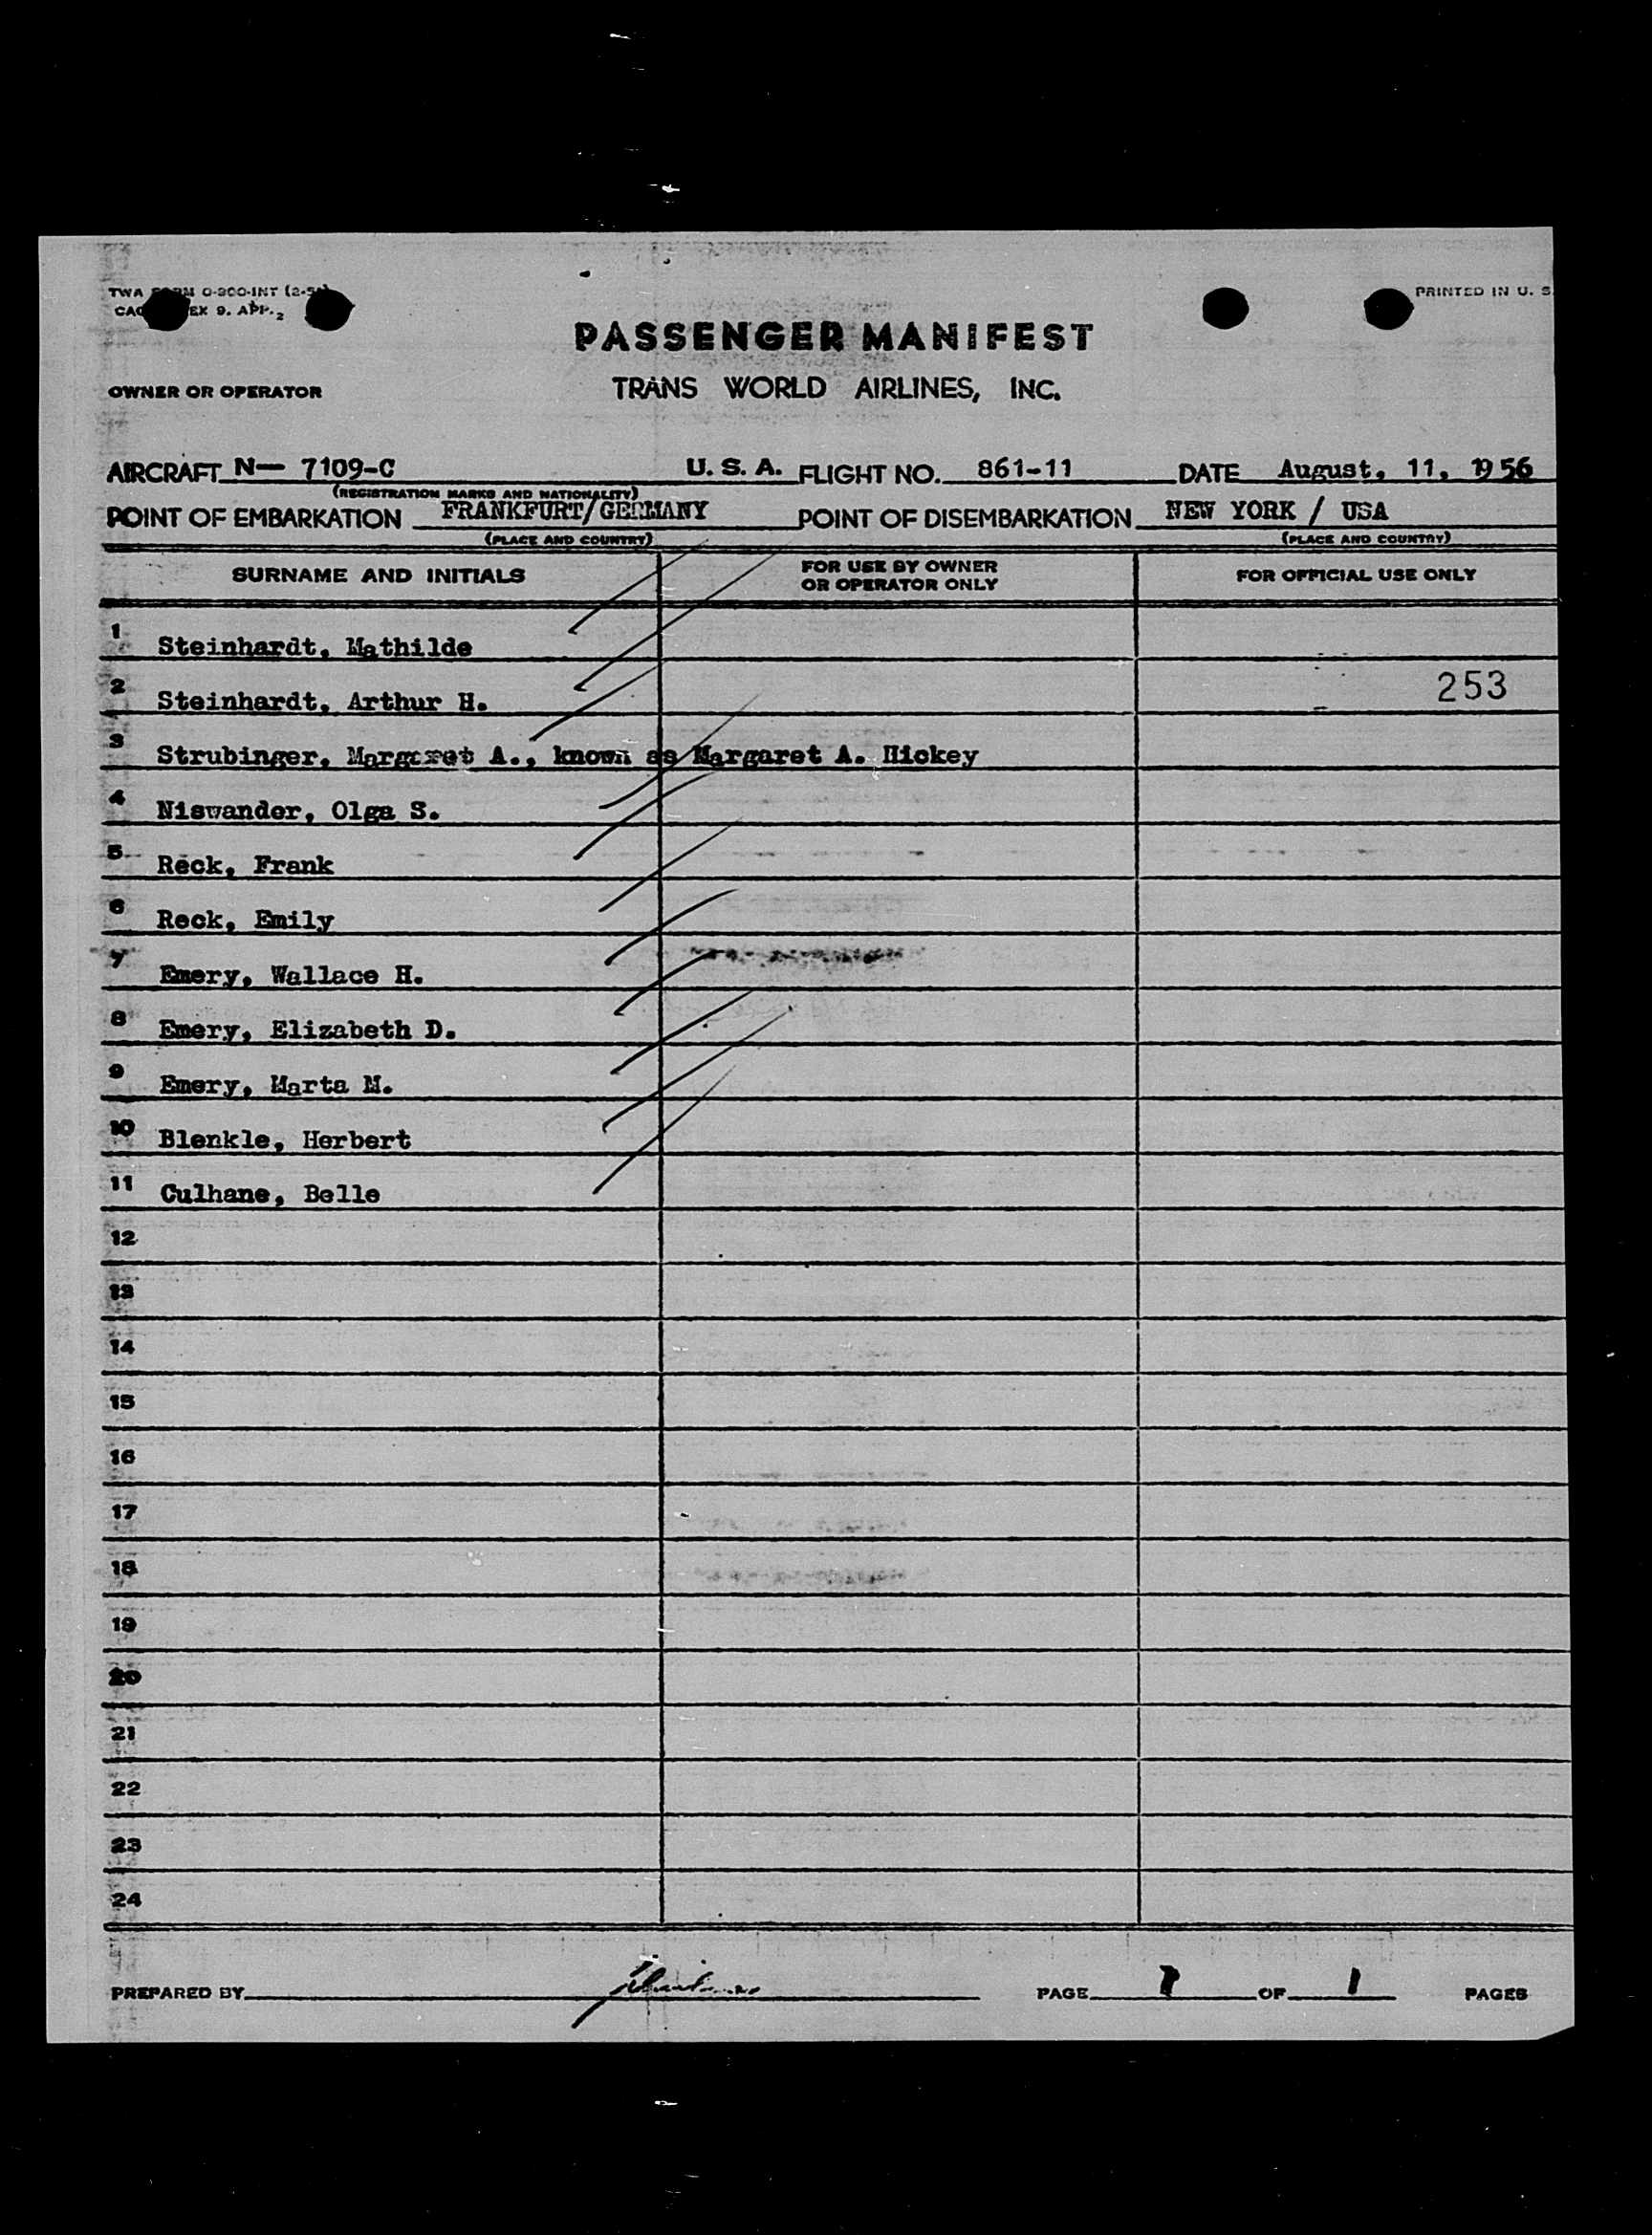 TWA FORM O-300-INT
PRINTED IN U. S.
EX 9. APP. 2
PASSENGER MANIFEST
OWNER OR OPERATOR TRANS WORLD AIRLINES, INC.
AIRCRAFT N— 7109-C U. S. A. FLIGHT NO. 861-11 DATE August, 11, 1956
(REGISTRATION MARKS AND NATIONALITY)
POINT OF EMBARKATION FRANKFURT/GERMANY POINT OF DISEMBARKATION NEW YORK / USA
(PLACE AND COUNTRY) (PLACE AND COUNTRY)
SURNAME AND INITIALS FOR USE BY OWNER OR OPERATOR ONLY FOR OFFICIAL USE ONLY
1 Steinhardt, Mathilde
2 Steinhardt, Arthur H. 253
3 Strubinger, Margaret A., known as Margaret A. Hickey
4 Niswander, Olga S.
5 Reck, Frank
6 Reck, Emily
7 Emery, Wallace H.
8 Emery, Elizabeth D.
9 Emery, Marta M.
10 Blenkle, Herbert
11 Culhane, Belle
12
13
14
15
16
17
18
19
20
21
22
23
24
PREPARED BY PAGE 1 OF 1 PAGES